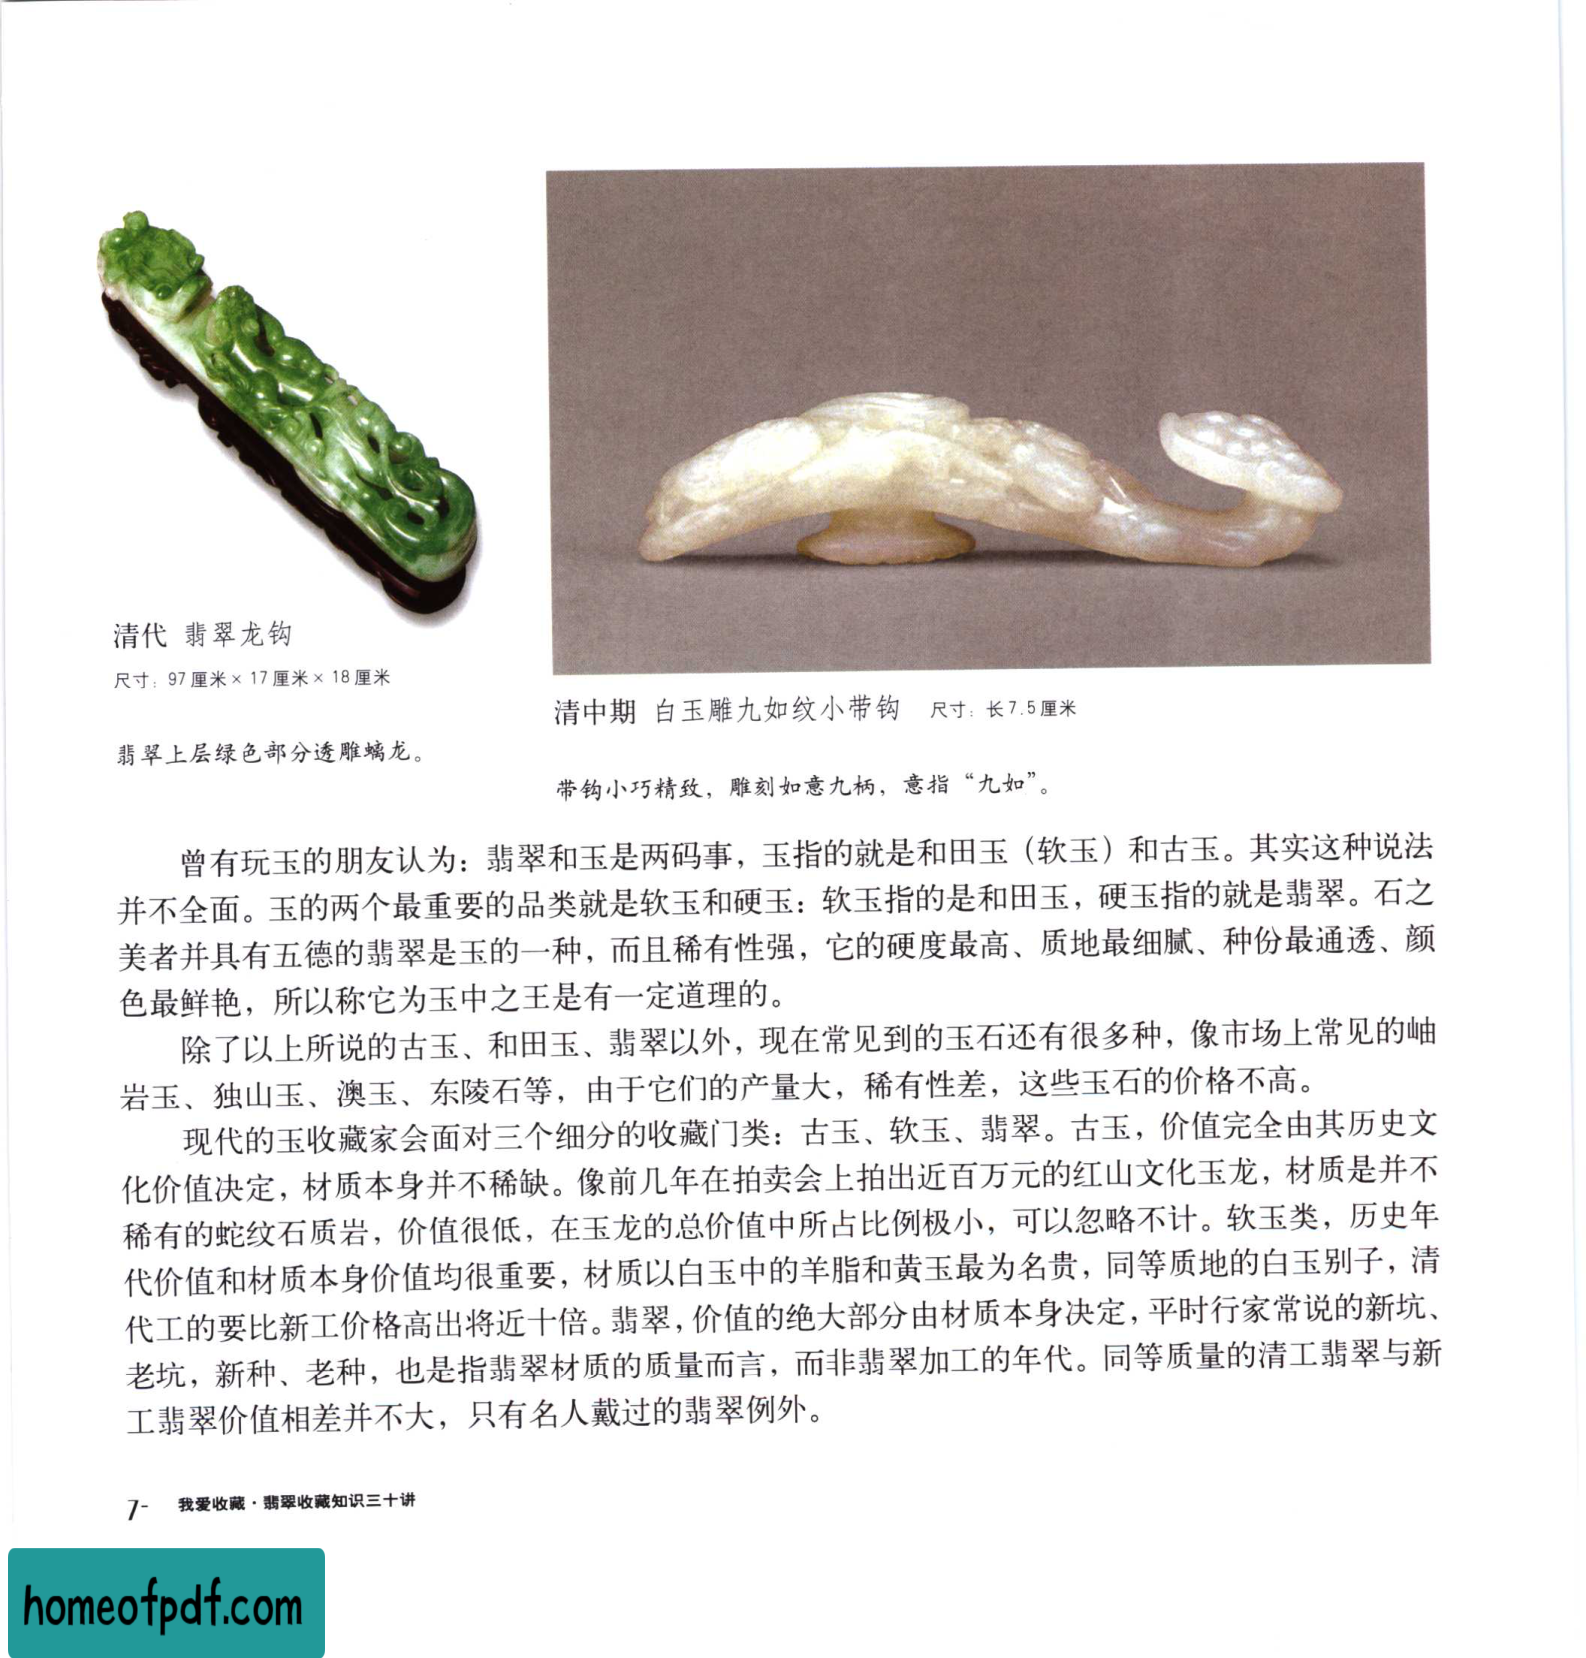 清代 翡翠龙钩
尺寸：97厘米×17厘米×18厘米
翡翠上层绿色部分透雕螭龙。
清中期 白玉雕九如纹小带钩 尺寸：长7.5厘米
带钩小巧精致，雕刻如意九柄，意指“九如”。
曾有玩玉的朋友认为：翡翠和玉是两码事，玉指的就是和田玉（软玉）和古玉。其实这种说法
并不全面。玉的两个最重要的品类就是软玉和硬玉：软玉指的是和田玉，硬玉指的就是翡翠。石之
美者并具有五德的翡翠是玉的一种，而且稀有性强，它的硬度最高、质地最细腻、种份最通透、颜
色最鲜艳，所以称它为玉中之王是有一定道理的。
除了以上所说的古玉、和田玉、翡翠以外，现在常见到的玉石还有很多种，像市场上常见的岫
岩玉、独山玉、澳玉、东陵石等，由于它们的产量大，稀有性差，这些玉石的价格不高。
现代的玉收藏家会面对三个细分的收藏门类：古玉、软玉、翡翠。古玉，价值完全由其历史文
化价值决定，材质本身并不稀缺。像前几年在拍卖会上拍出近百万元的红山文化玉龙，材质是并不
稀有的蛇纹石质岩，价值很低，在玉龙的总价值中所占比例极小，可以忽略不计。软玉类，历史年
代价值和材质本身价值均很重要，材质以白玉中的羊脂和黄玉最为名贵，同等质地的白玉别子，清
代工的要比新工价格高出将近十倍。翡翠，价值的绝大部分由材质本身决定，平时行家常说的新坑、
老坑，新种、老种，也是指翡翠材质的质量而言，而非翡翠加工的年代。同等质量的清工翡翠与新
工翡翠价值相差并不大，只有名人戴过的翡翠例外。
7- 我爱收藏·翡翠收藏知识三十讲
homeofpdf.com